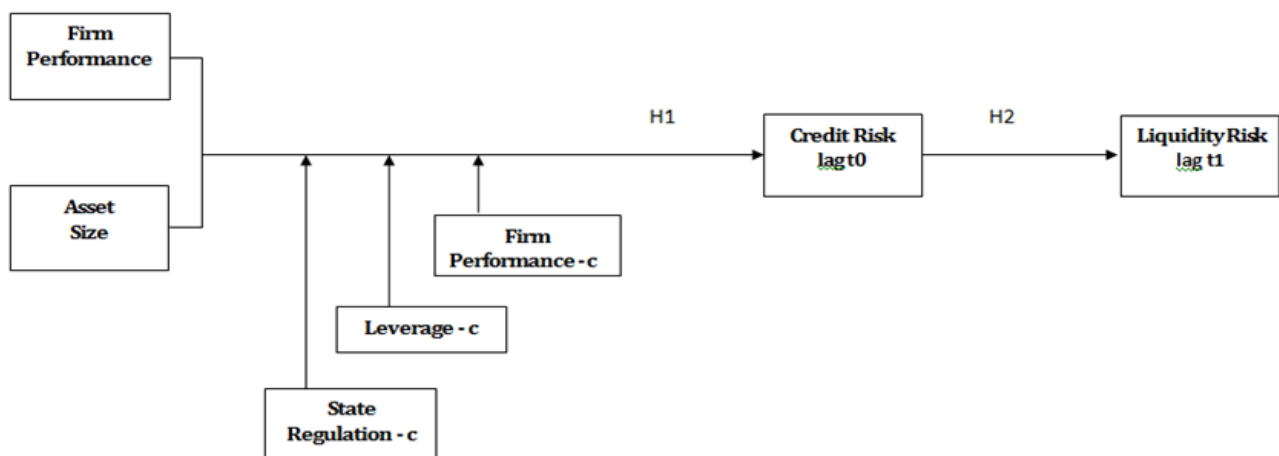 Firm
Performance
H1
Credit Risk
lag t0
H2
Liquidity Risk
lag t1
Asset
Size
Firm
Performance - c
Leverage - c
State
Regulation - c